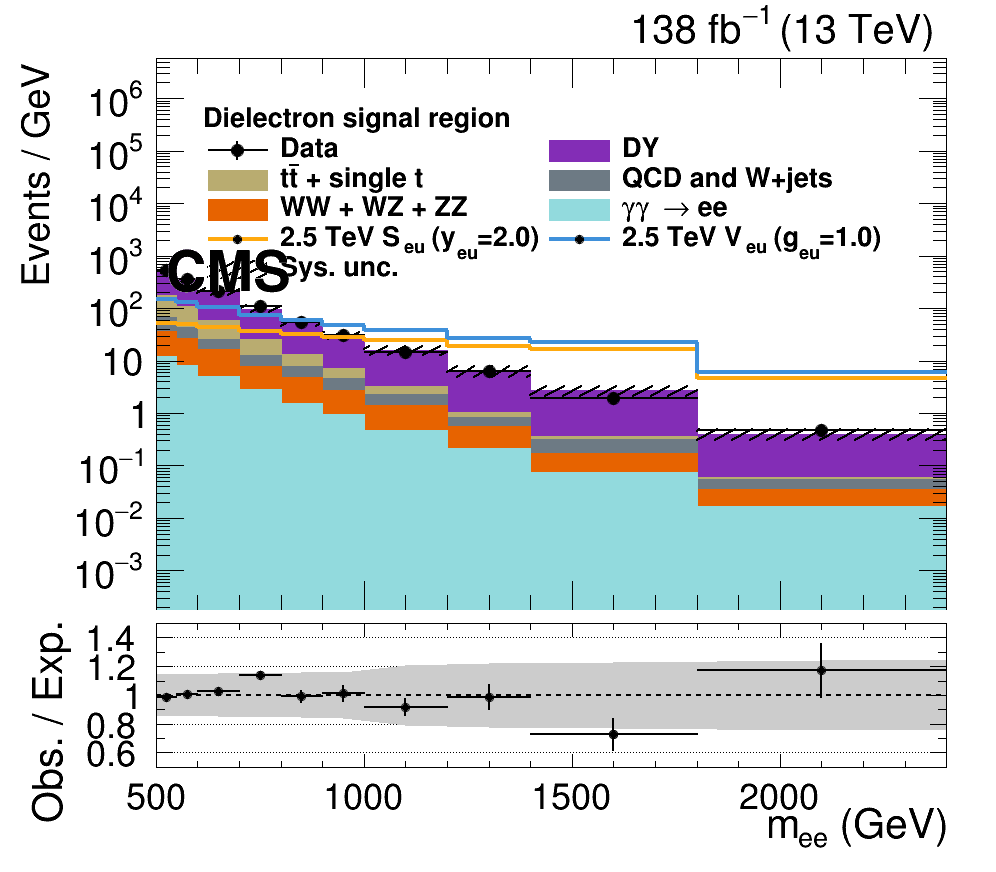 138 fb⁻¹ (13 TeV)
Events / GeV
10⁶
10⁵
10⁴
10³
10²
10
1
10⁻¹
10⁻²
10⁻³
Dielectron signal region
Data
DY
tt̄ + single t
QCD and W+jets
WW + WZ + ZZ
γγ → ee
2.5 TeV S_eu (y_eu=2.0)
2.5 TeV V_eu (g_eu=1.0)
Sys. unc.
CMS
Obs. / Exp.
1.4
1.2
1
0.8
0.6
500 1000 1500 2000
m_ee (GeV)